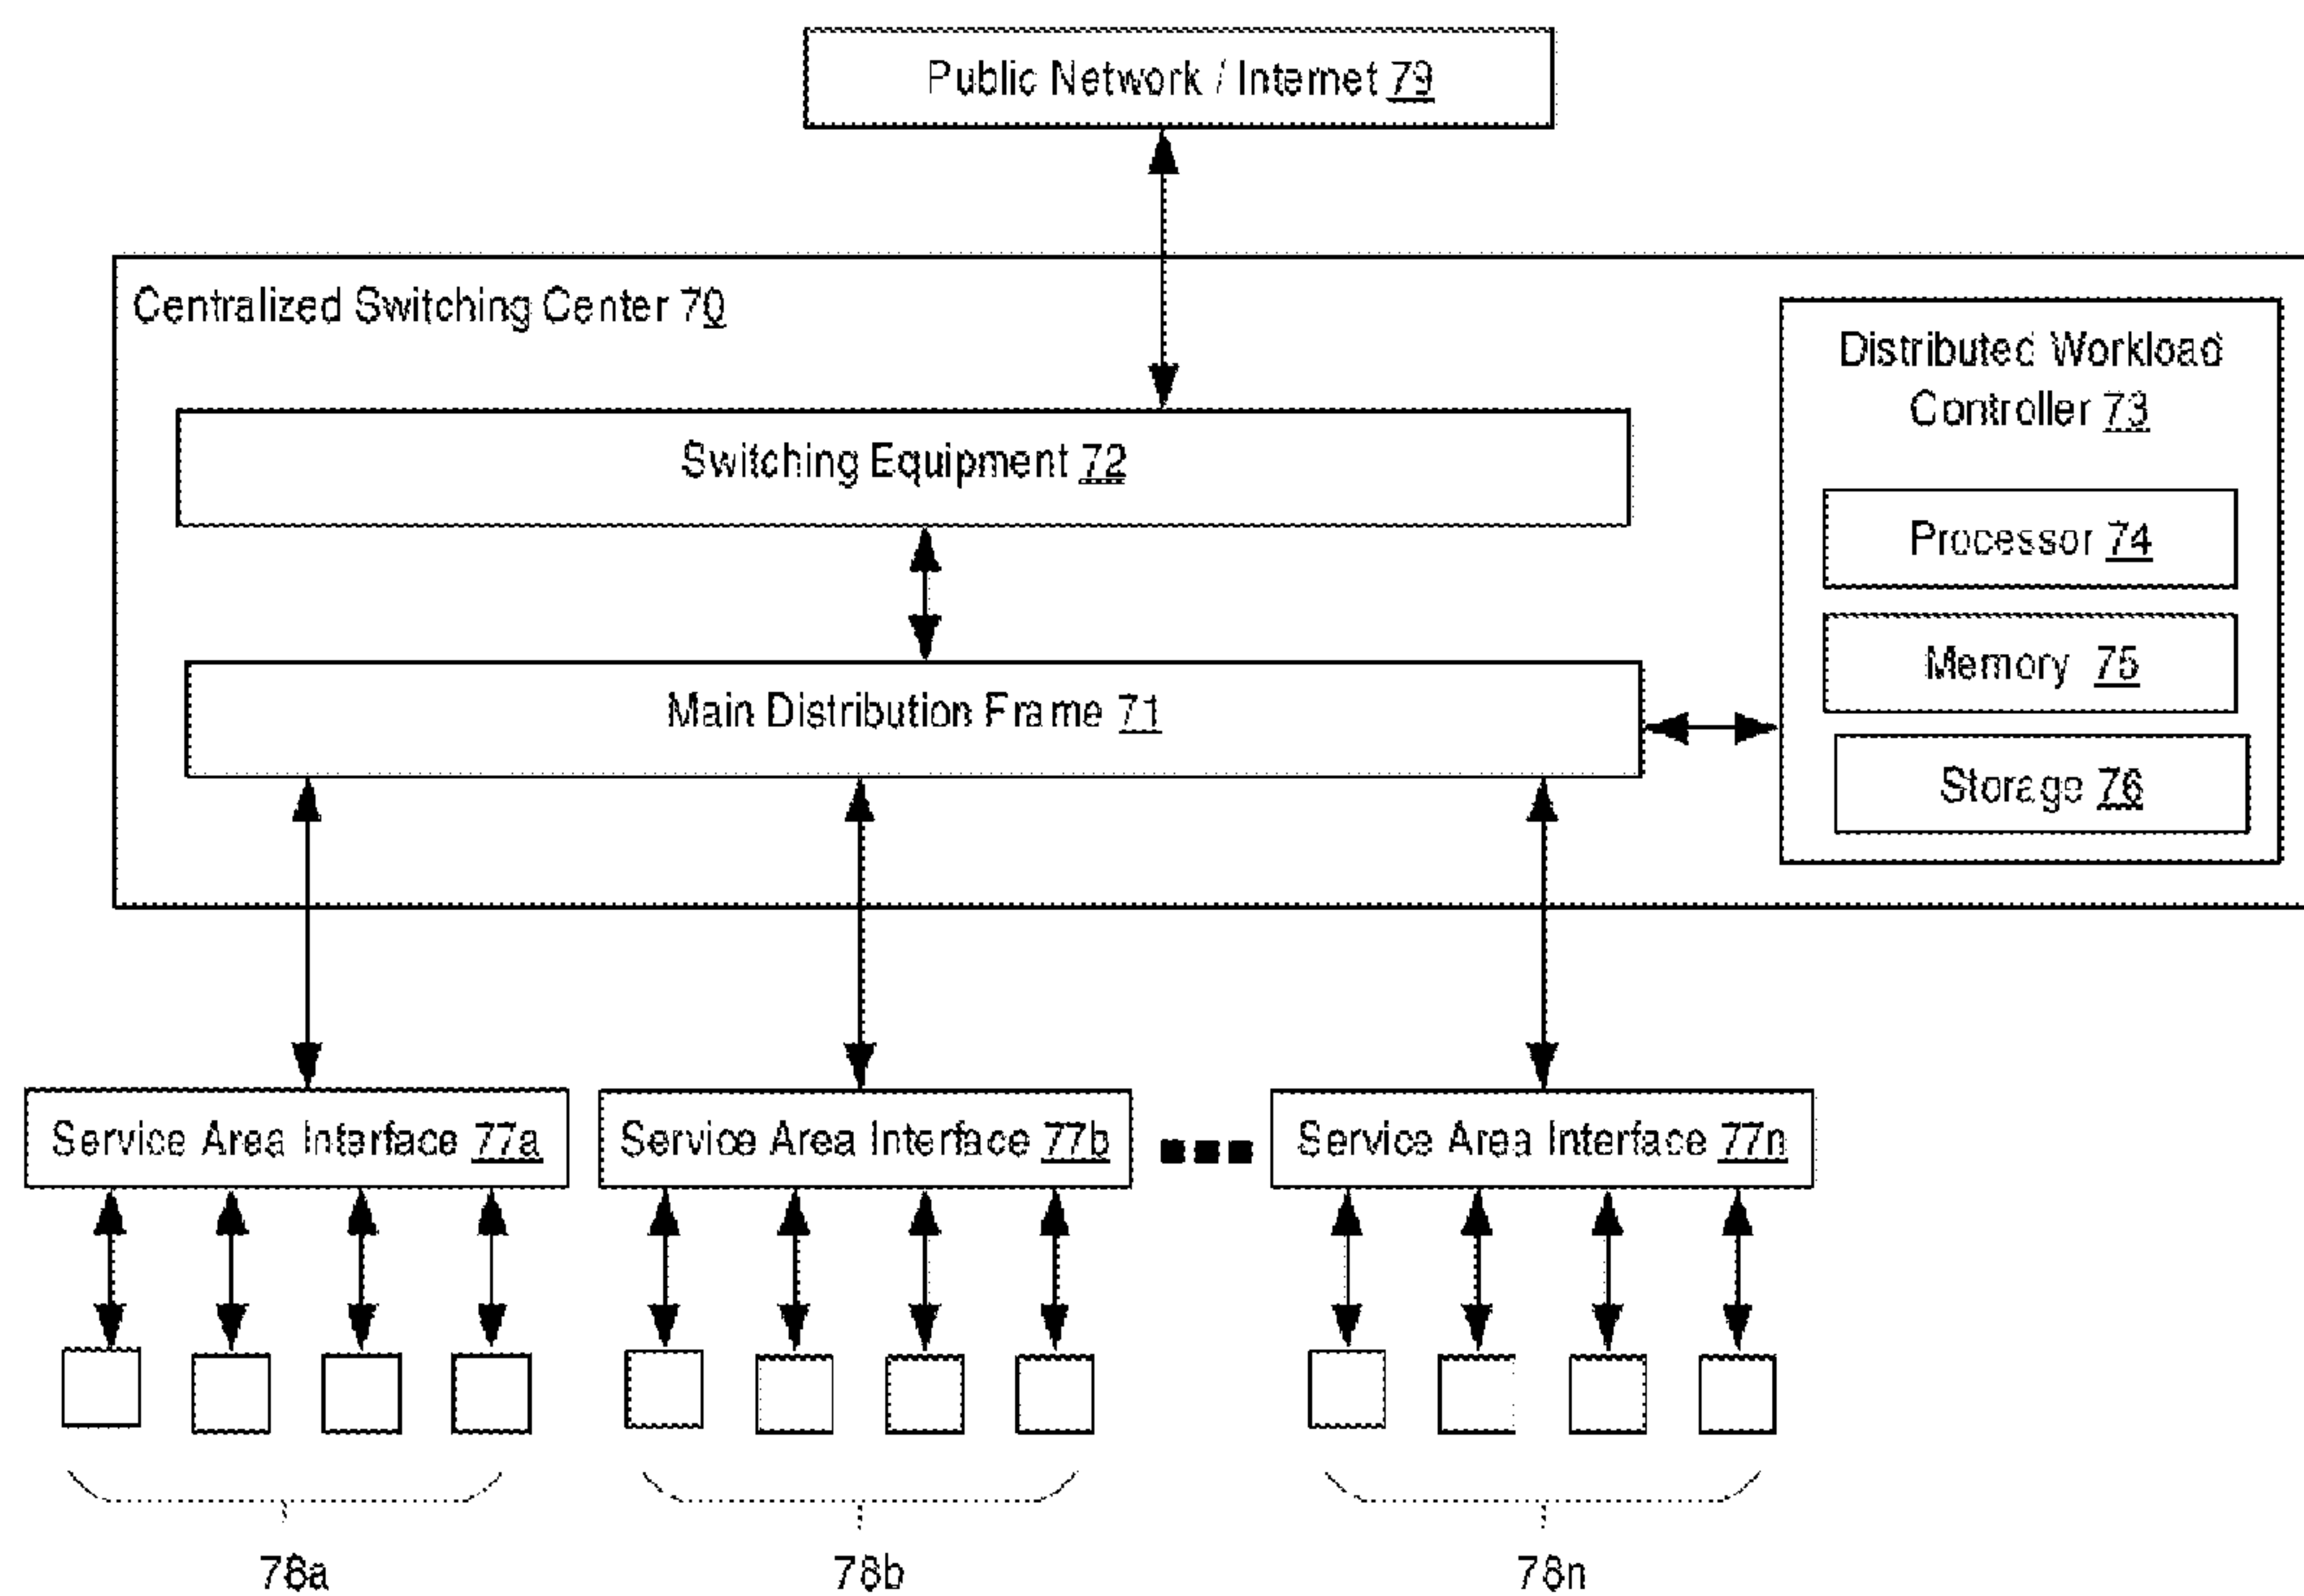 Public Network / Internet 79
Centralized Switching Center 70
Distributed Workload
Controller 73
Switching Equipment 72
Processor 74
Memory 75
Main Distribution Frame 71
Storage 76
Service Area Interface 77a
Service Area Interface 77b
Service Area Interface 77n
78a
78b
78n